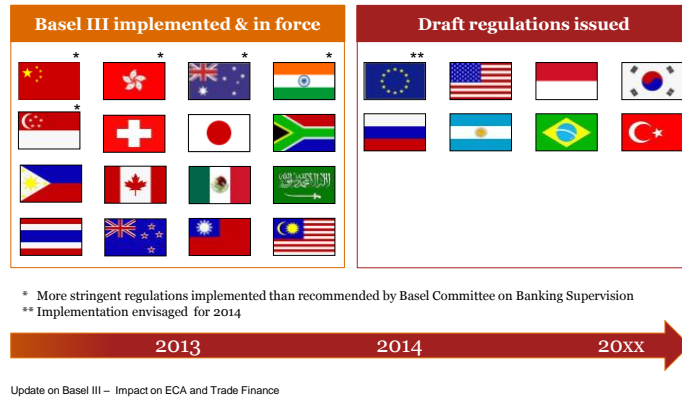 Basel III implemented & in force
Draft regulations issued
* * * * **
*
* More stringent regulations implemented than recommended by Basel Committee on Banking Supervision
** Implementation envisaged for 2014
2013 2014 20xx
Update on Basel III – Impact on ECA and Trade Finance